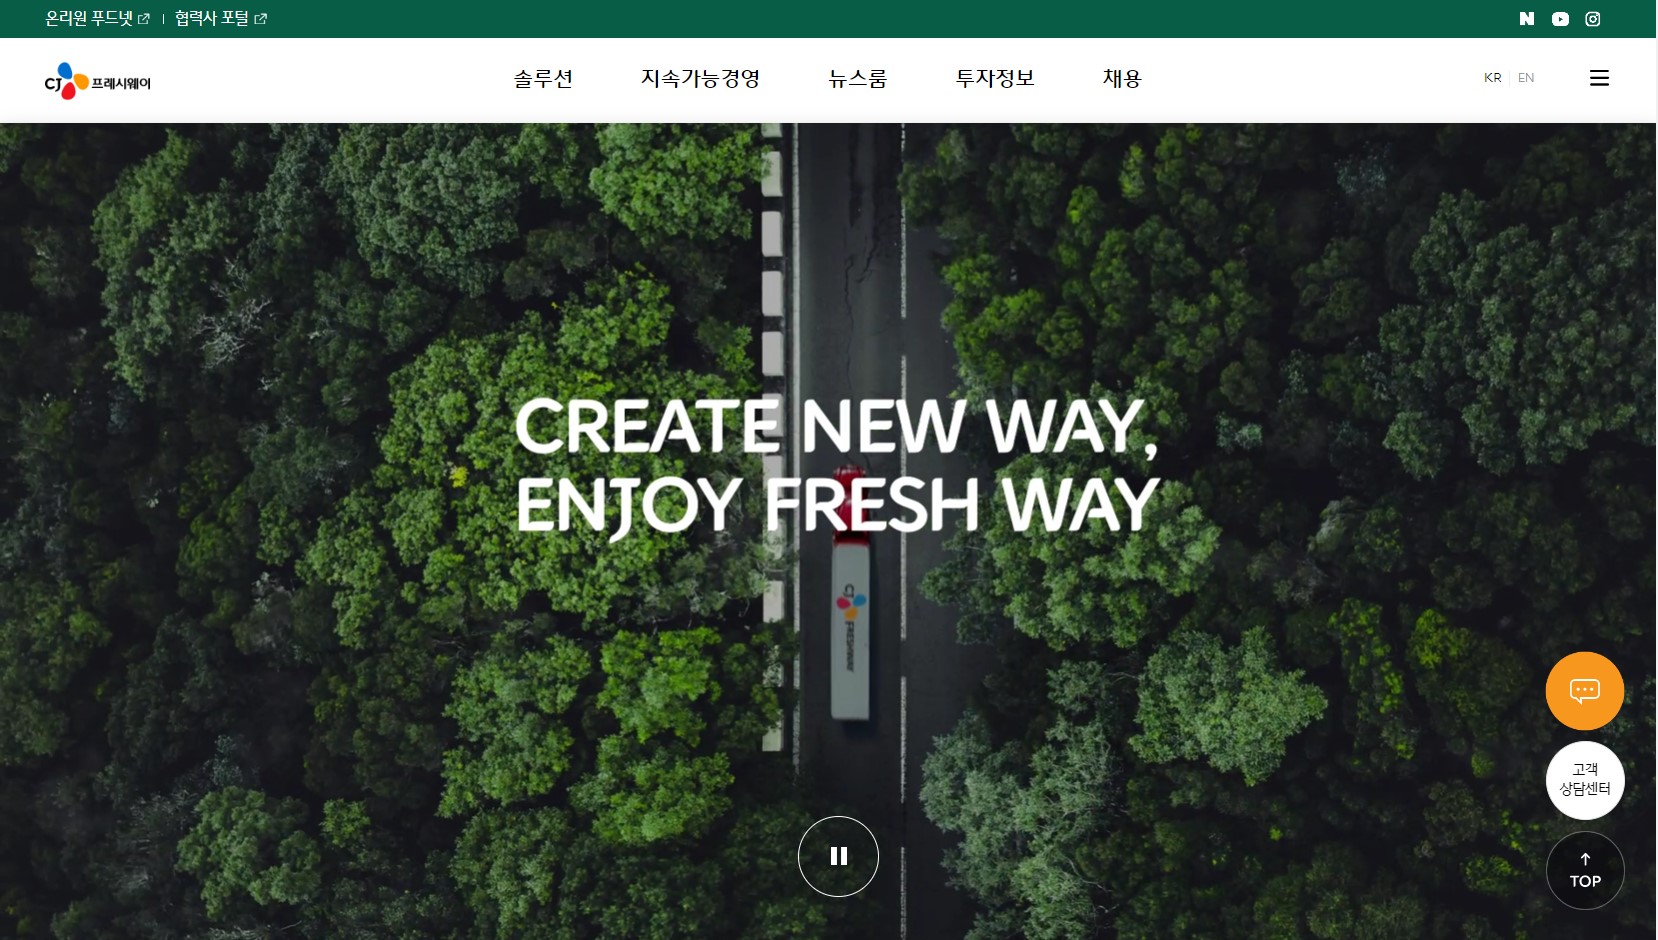 온리원 푸드넷
협력사 포털
CJ 프레시웨이
솔루션
지속가능경영
뉴스룸
투자정보
채용
KR
EN
CREATE NEW WAY,
ENJOY FRESH WAY
CJ
FRESHWAY
고객
상담센터
TOP